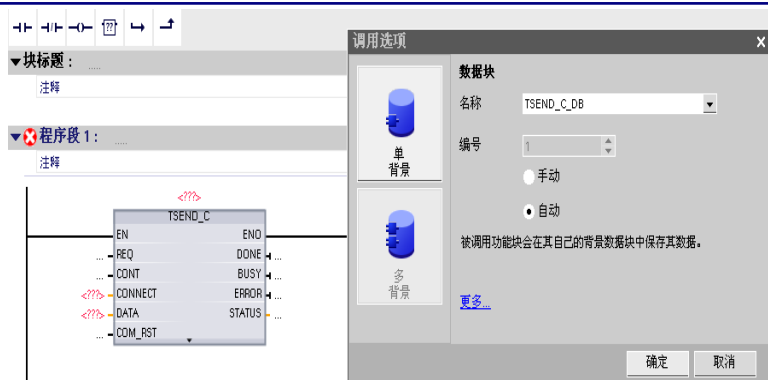 ??
▼块标题： .....
注释
▼程序段 1： .....
注释
<???>
TSEND_C
EN ENO
... REQ DONE ...
... CONT BUSY ...
<???> CONNECT ERROR ...
<???> DATA STATUS ...
... COM_RST
调用选项 x
单
背景
多
背景
数据块
名称 TSEND_C_DB
编号 1
手动
自动
被调用功能块会在其自己的背景数据块中保存其数据。
更多...
确定 取消